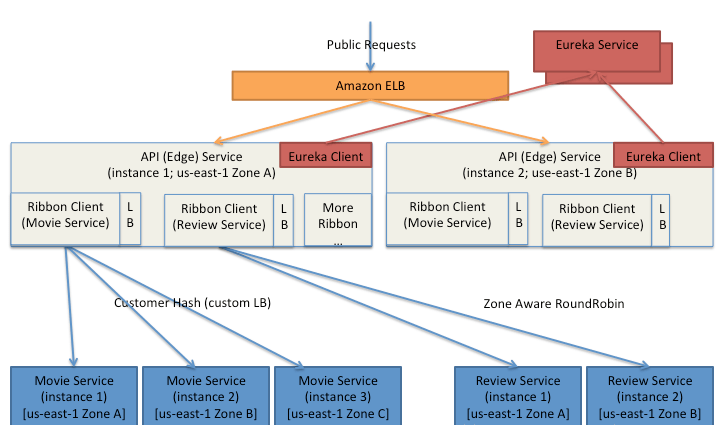 Public Requests
Eureka Service
Amazon ELB
API (Edge) Service
(instance 1; us-east-1 Zone A)
Eureka Client
API (Edge) Service
(instance 2; use-east-1 Zone B)
Eureka Client
Ribbon Client
(Movie Service)
L
B
Ribbon Client
(Review Service)
L
B
More
Ribbon
...
Ribbon Client
(Movie Service)
L
B
Ribbon Client
(Review Service)
L
B
Customer Hash (custom LB)
Zone Aware RoundRobin
Movie Service
(instance 1)
[us-east-1 Zone A]
Movie Service
(instance 2)
[us-east-1 Zone B]
Movie Service
(instance 3)
[us-east-1 Zone C]
Review Service
(instance 1)
[us-east-1 Zone A]
Review Service
(instance 2)
[us-east-1 Zone B]